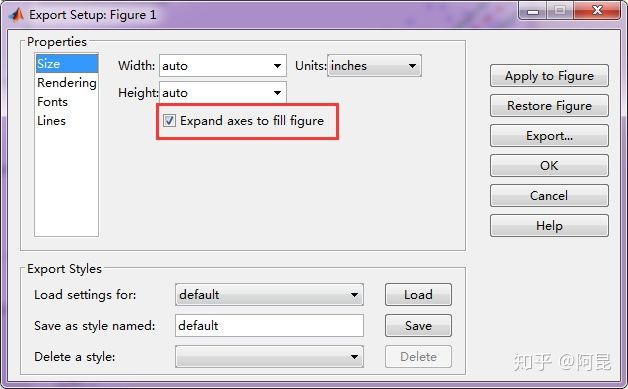 Export Setup: Figure 1
Properties
Size
Rendering
Fonts
Lines
Width: auto Units: inches
Height: auto
Expand axes to fill figure
Apply to Figure
Restore Figure
Export...
OK
Cancel
Help
Export Styles
Load settings for: default Load
Save as style named: default Save
Delete a style: Delete
知乎 @阿昆